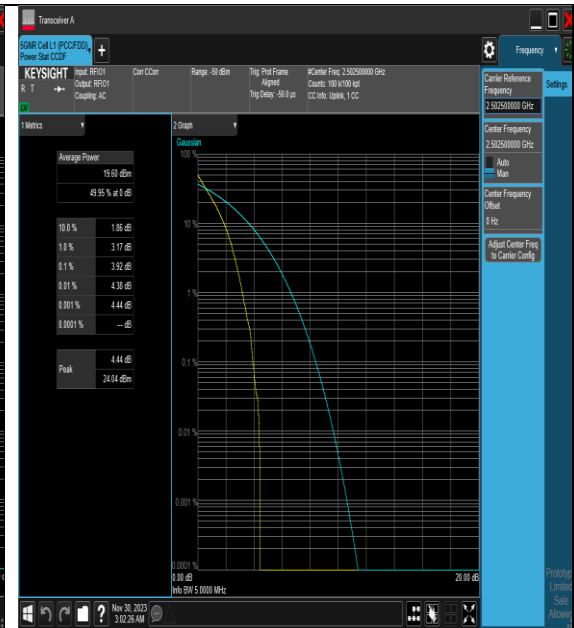 Transceiver A
5GNR Cell L1 (PCC/FDD)
Power Stat CCDF
+
Frequency
KEYSIGHT
R T
Input: RFIO1
Output: RFIO1
Coupling: AC
Corr CCorr
Range: -50 dBm
Trig: Prot Frame
Aligned
Trig Delay: -50.0 µs
#Center Freq: 2.502500000 GHz
Counts: 100 k/100 kpt
CC Info: Uplink, 1 CC
Carrier Reference
Frequency
2.502500000 GHz
Settings
Center Frequency
2.502500000 GHz
Auto
Man
Center Frequency
Offset
0 Hz
Adjust Center Freq
to Carrier Config
1 Metrics
Average Power
19.60 dBm
49.95 % at 0 dB
10.0 % 1.86 dB
1.0 % 3.17 dB
0.1 % 3.92 dB
0.01 % 4.38 dB
0.001 % 4.44 dB
0.0001 % --- dB
Peak
4.44 dB
24.04 dBm
2 Graph
Gaussian
100 %
10 %
1 %
0.1 %
0.01 %
0.001 %
0.0001 %
0.00 dB 20.00 dB
Info BW 5.0000 MHz
Nov 30, 2023
3:02:26 AM